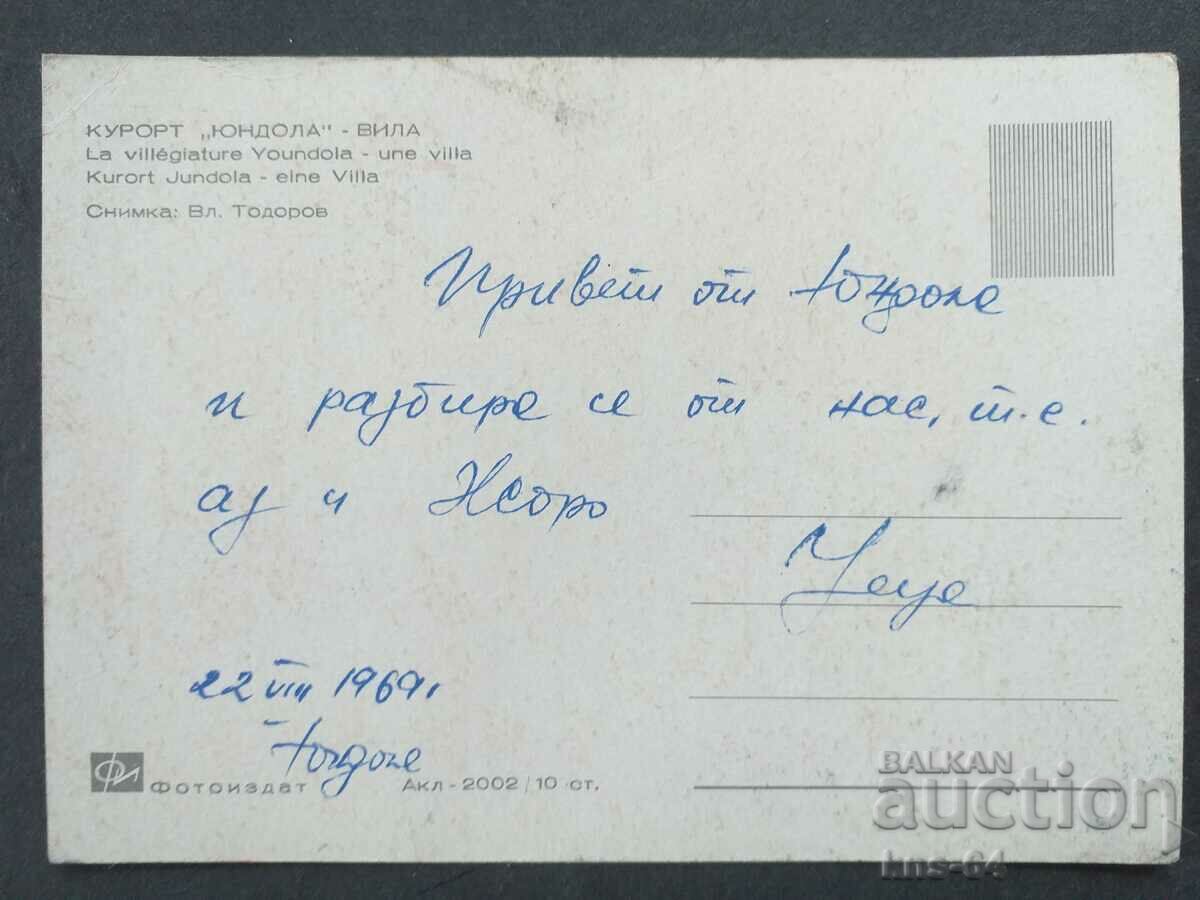 КУРОРТ „ЮНДОЛА" - ВИЛА
La villégiature Youndola - une villa
Kurort Jundola - eine Villa
Снимка: Вл. Тодоров
Привет от Юндола
и разбира се от нас, т.е.
аз и Жоро
22 VIII 1969г
Юндола
Фотоиздат Акл-2002/10 ст.
BALKAN
auction
kns-64